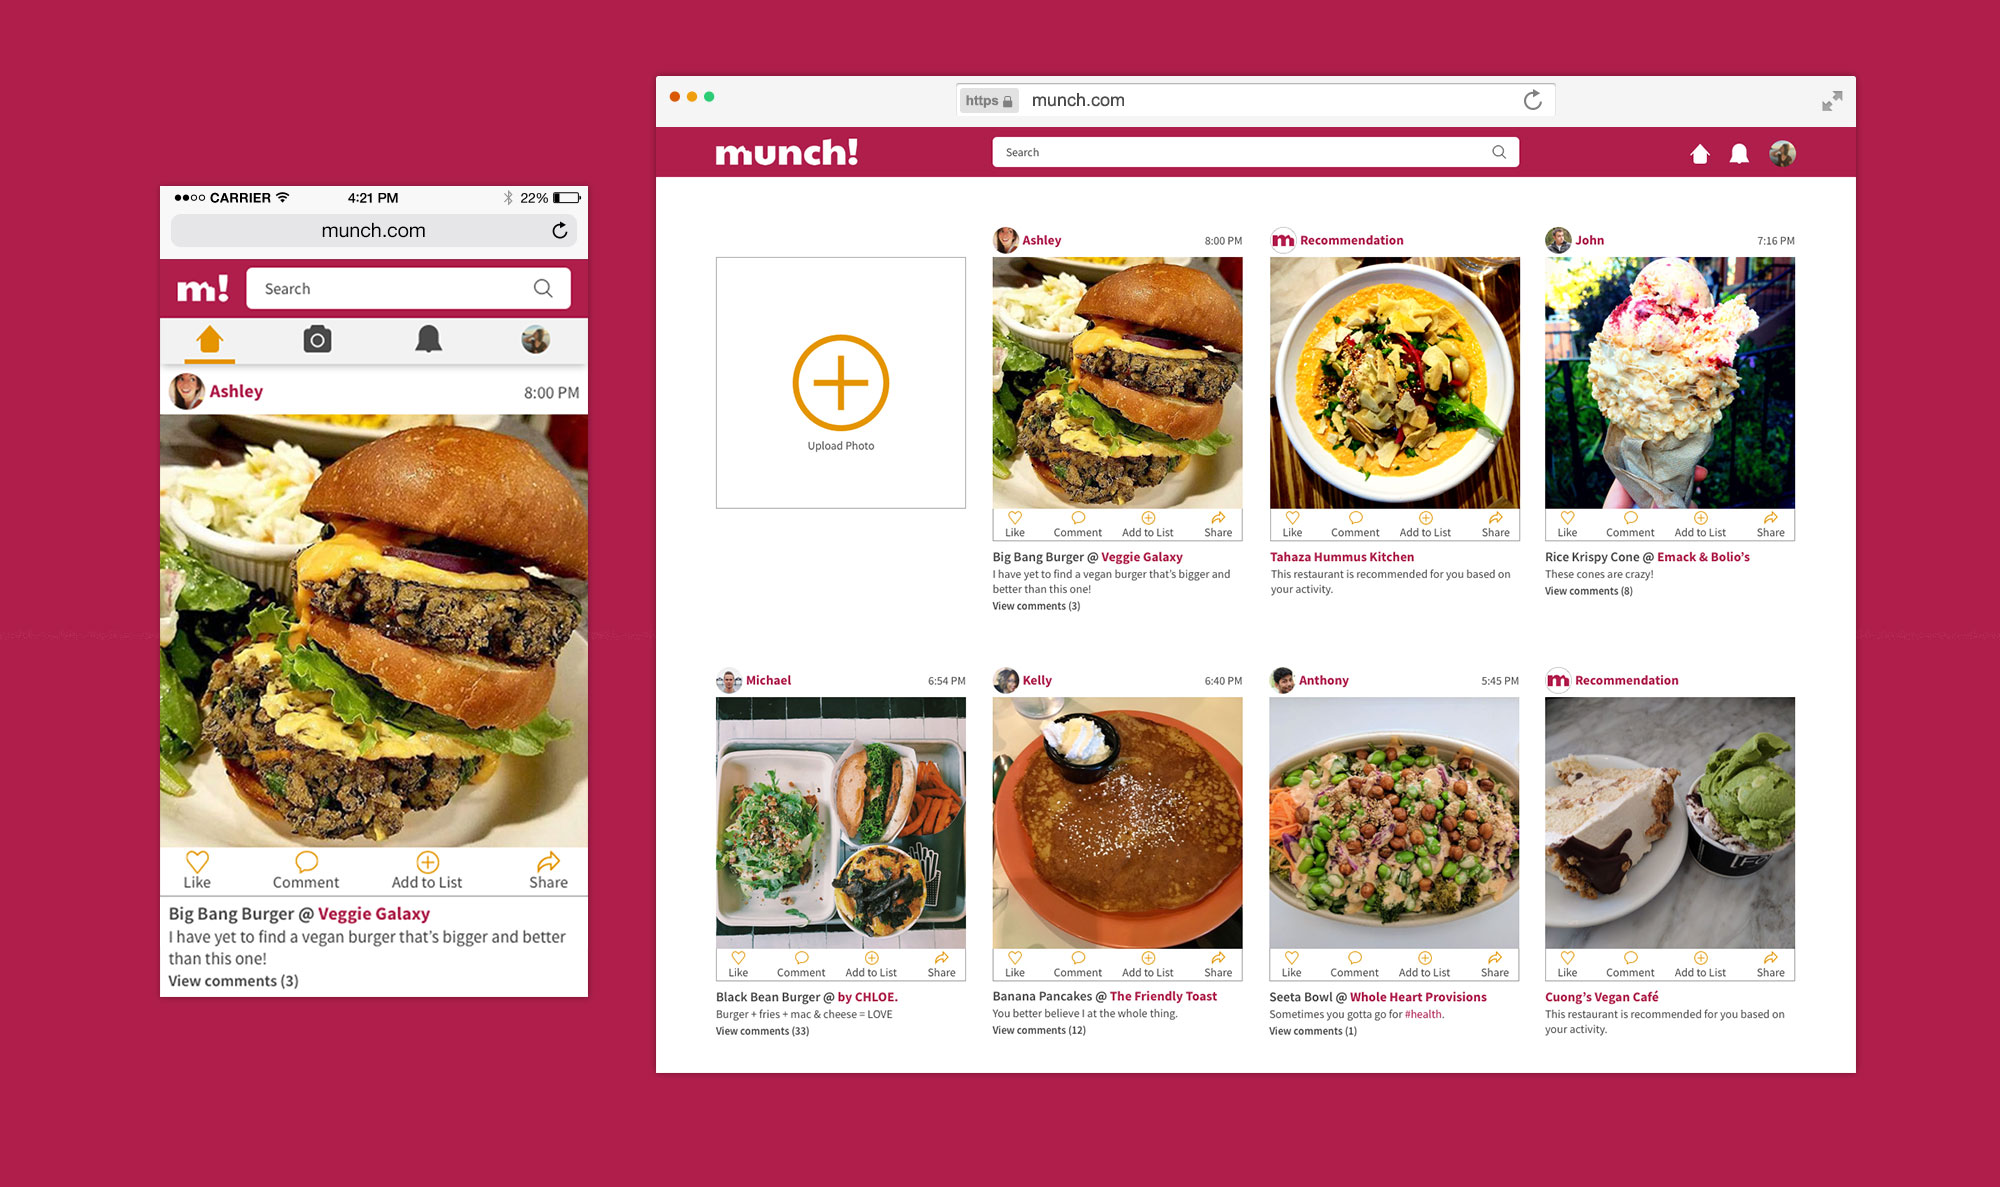 CARRIER 4:21 PM 22%
munch.com
m! Search
Ashley 8:00 PM
Like Comment Add to List Share
Big Bang Burger @ Veggie Galaxy
I have yet to find a vegan burger that's bigger and better
than this one!
View comments (3)
https munch.com
munch! Search
Upload Photo
Ashley 8:00 PM
Like Comment Add to List Share
Big Bang Burger @ Veggie Galaxy
I have yet to find a vegan burger that's bigger and
better than this one!
View comments (3)
m Recommendation
Like Comment Add to List Share
Tahaza Hummus Kitchen
This restaurant is recommended for you based on
your activity.
John 7:16 PM
Like Comment Add to List Share
Rice Krispy Cone @ Emack & Bolio's
These cones are crazy!
View comments (8)
Michael 6:54 PM
Like Comment Add to List Share
Black Bean Burger @ by CHLOE.
Burger + fries + mac & cheese = LOVE
View comments (33)
Kelly 6:40 PM
Like Comment Add to List Share
Banana Pancakes @ The Friendly Toast
You better believe I at the whole thing.
View comments (12)
Anthony 5:45 PM
Like Comment Add to List Share
Seeta Bowl @ Whole Heart Provisions
Sometimes you gotta go for #health.
View comments (1)
m Recommendation
Like Comment Add to List Share
Cuong's Vegan Café
This restaurant is recommended for you based on
your activity.